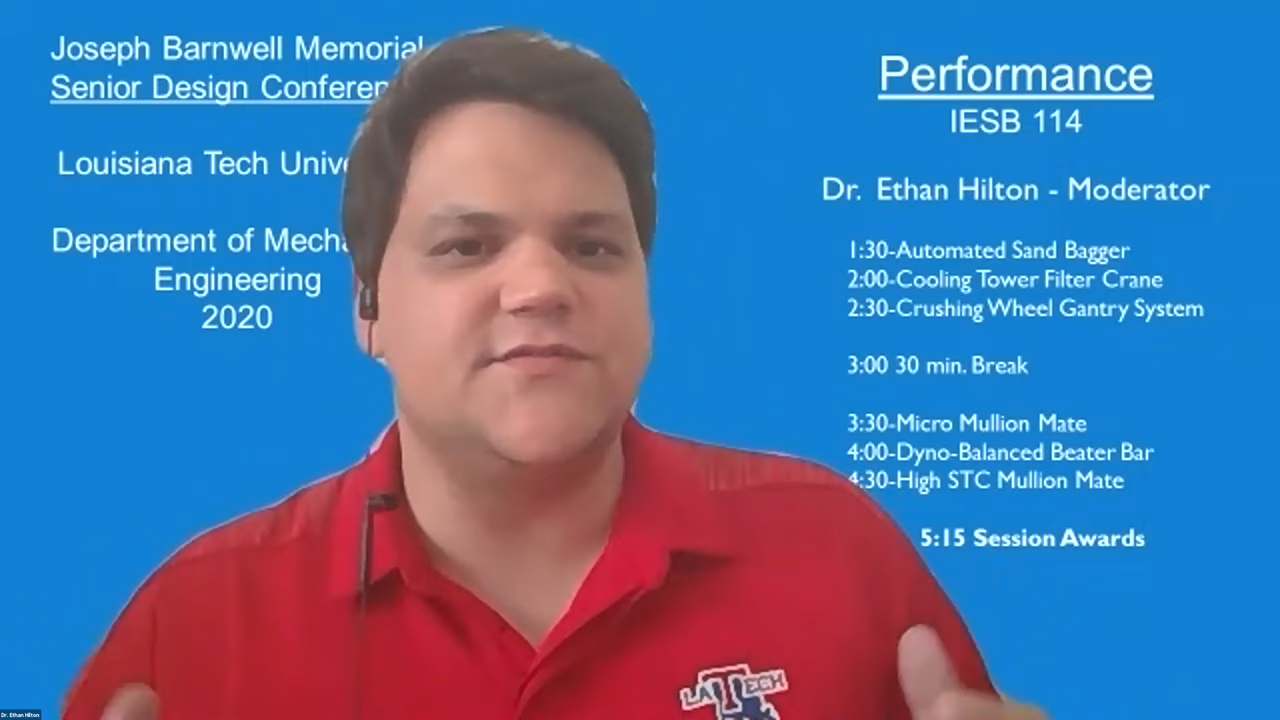 Joseph Barnwell Memorial
Senior Design Conferen
Louisiana Tech Unive
Department of Mecha
Engineering
2020
Performance
IESB 114
Dr. Ethan Hilton - Moderator
1:30-Automated Sand Bagger
2:00-Cooling Tower Filter Crane
2:30-Crushing Wheel Gantry System
3:00 30 min. Break
3:30-Micro Mullion Mate
4:00-Dyno-Balanced Beater Bar
4:30-High STC Mullion Mate
5:15 Session Awards
LA TECH
Dr. Ethan Hilton